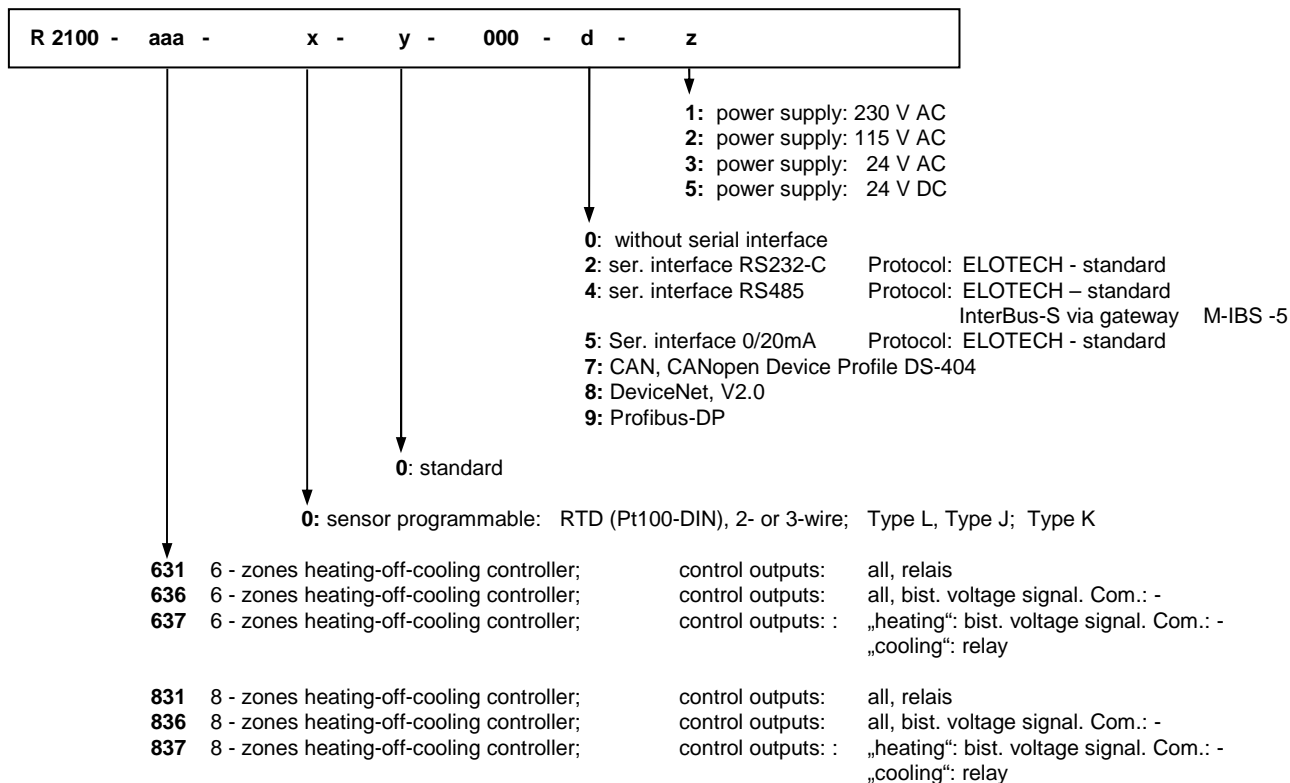 R 2100 - aaa - x - y - 000 - d - z
1: power supply: 230 V AC
2: power supply: 115 V AC
3: power supply: 24 V AC
5: power supply: 24 V DC
0: without serial interface
2: ser. interface RS232-C Protocol: ELOTECH - standard
4: ser. interface RS485 Protocol: ELOTECH – standard
InterBus-S via gateway M-IBS -5
5: Ser. interface 0/20mA Protocol: ELOTECH - standard
7: CAN, CANopen Device Profile DS-404
8: DeviceNet, V2.0
9: Profibus-DP
0: standard
0: sensor programmable: RTD (Pt100-DIN), 2- or 3-wire; Type L, Type J; Type K
631 6 - zones heating-off-cooling controller; control outputs: all, relais
636 6 - zones heating-off-cooling controller; control outputs: all, bist. voltage signal. Com.: -
637 6 - zones heating-off-cooling controller; control outputs: : „heating“: bist. voltage signal. Com.: -
„cooling“: relay
831 8 - zones heating-off-cooling controller; control outputs: all, relais
836 8 - zones heating-off-cooling controller; control outputs: all, bist. voltage signal. Com.: -
837 8 - zones heating-off-cooling controller; control outputs: : „heating“: bist. voltage signal. Com.: -
„cooling“: relay